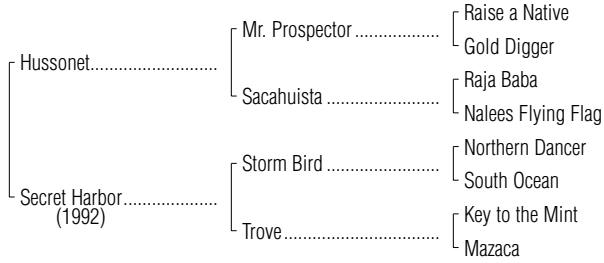 Raise a Native
Mr. Prospector ....................
Gold Digger
Hussonet..............................
Raja Baba
Sacahuista ..........................
Nalees Flying Flag
Northern Dancer
Storm Bird ..........................
South Ocean
Secret Harbor......................
(1992)
Key to the Mint
Trove....................................
Mazaca